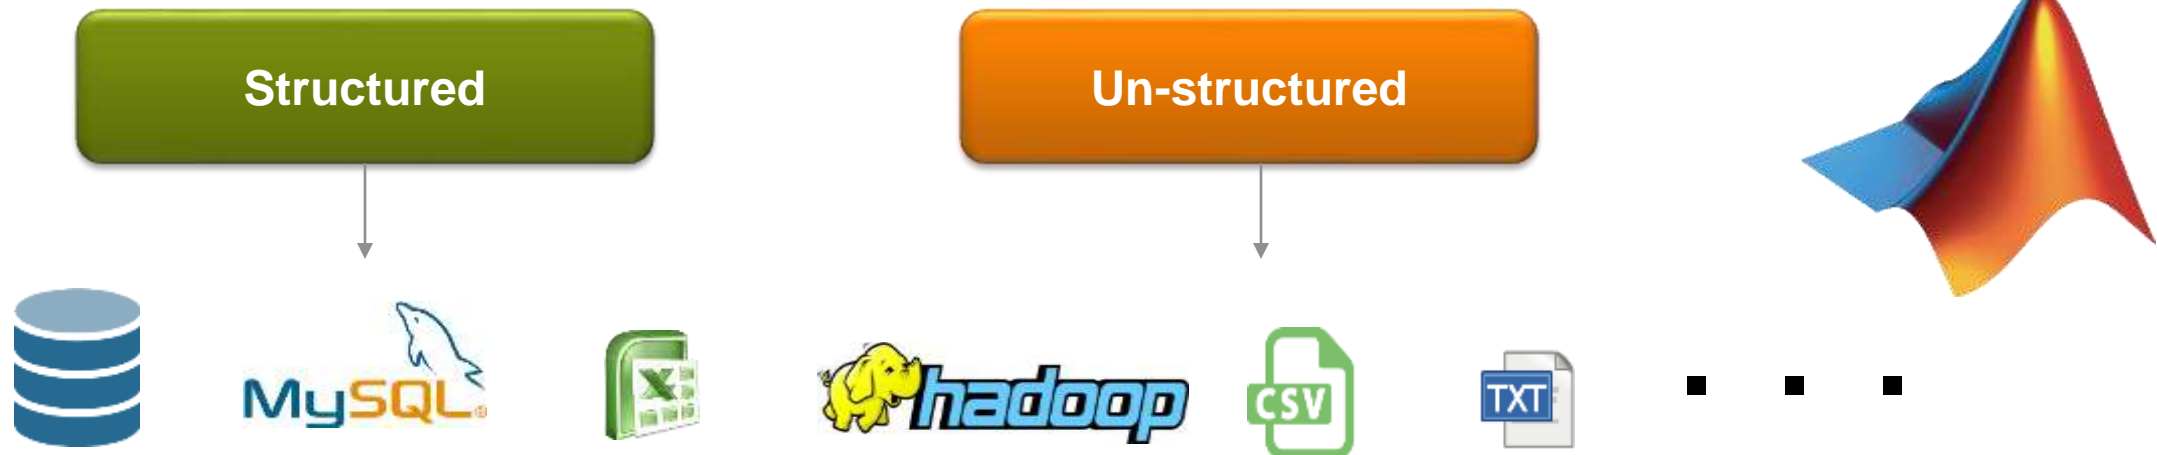 Structured
Un-structured
MySQL®
hadoop
CSV
TXT
. . .